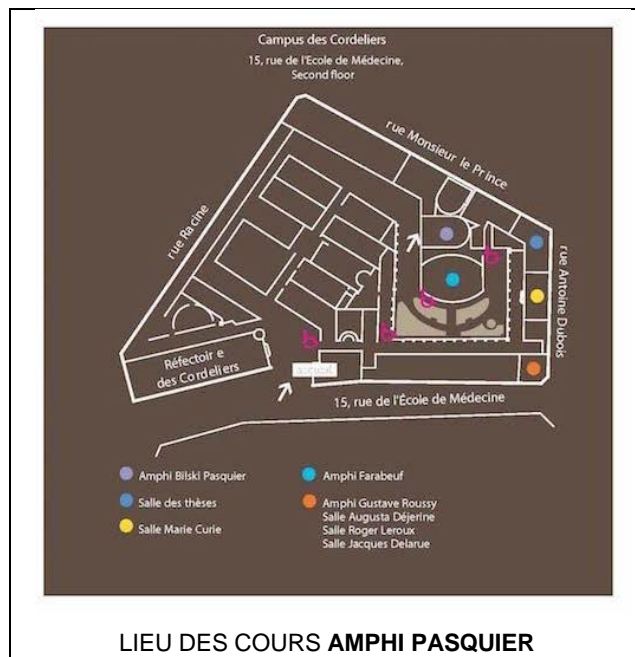 Campus des Cordeliers
15, rue de l'Ecole de Médecine,
Second floor
rue Monsieur le Prince
rue Racine
rue Antoine Dubois
Réfectoir e
des Cordeliers
accueil
15, rue de l'École de Médecine
Amphi Bilski Pasquier
Salle des thèses
Salle Marie Curie
Amphi Farabeuf
Amphi Gustave Roussy
Salle Augusta Déjerine
Salle Roger Leroux
Salle Jacques Delarue
LIEU DES COURS AMPHI PASQUIER